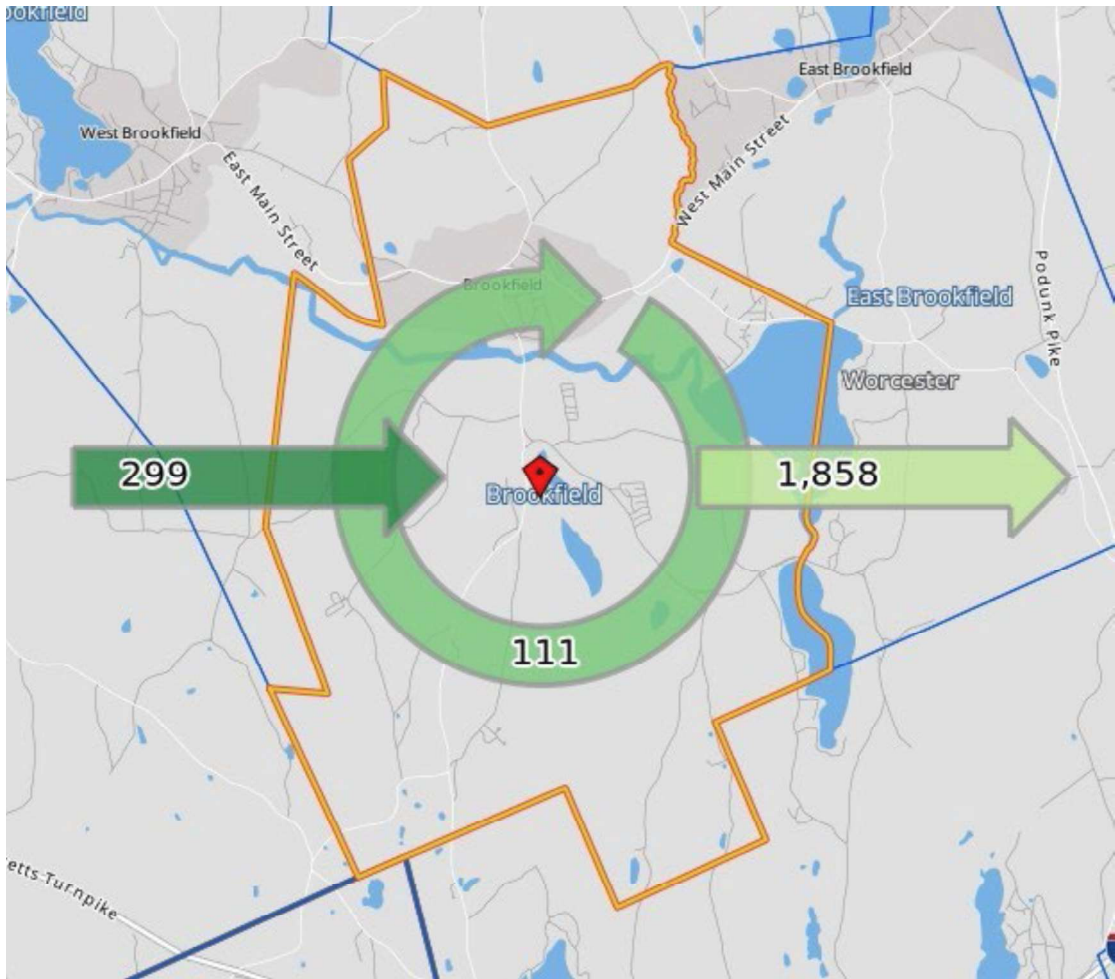 ookfield
East Brookfield
West Brookfield
East Main Street
West Main Street
Brookfield
East Brookfield
Podunk Pike
Worcester
299
1,858
Brookfield
111
etts Turnpike